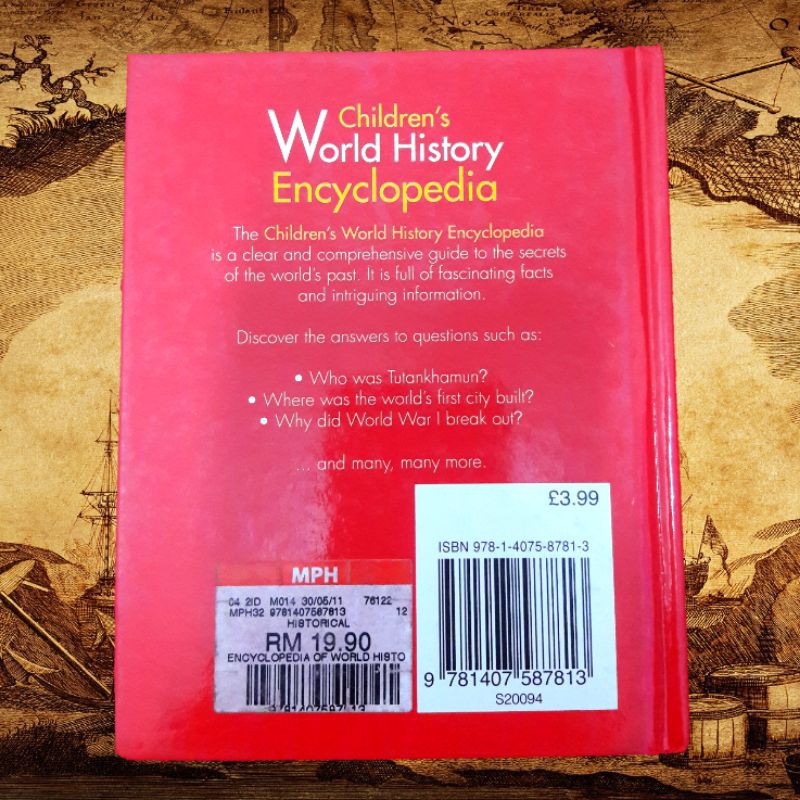 Children's
World History
Encyclopedia
The Children's World History Encyclopedia
is a clear and comprehensive guide to the secrets
of the world's past. It is full of fascinating facts
and intriguing information.
Discover the answers to questions such as:
• Who was Tutankhamun?
• Where was the world's first city built?
• Why did World War I break out?
... and many, many more.
£3.99
ISBN 978-1-4075-8781-3
9 781407 587813
S20094
MPH
04 2ID M014 30/05/11 76122
MPH32 9781407587813 12
HISTORICAL
RM 19.90
ENCYCLOPEDIA OF WORLD HISTO